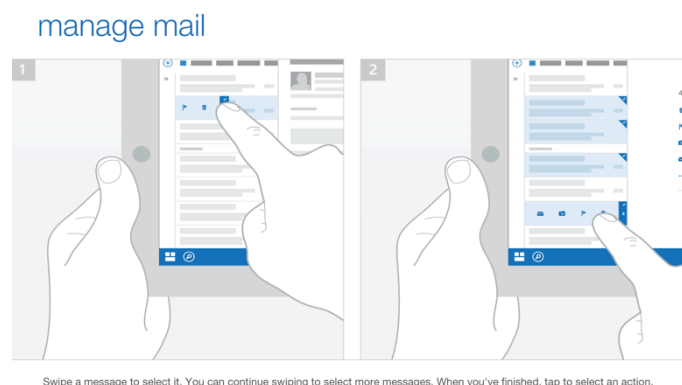 manage mail
1
2
4
Swipe a message to select it. You can continue swiping to select more messages. When you've finished, tap to select an action.